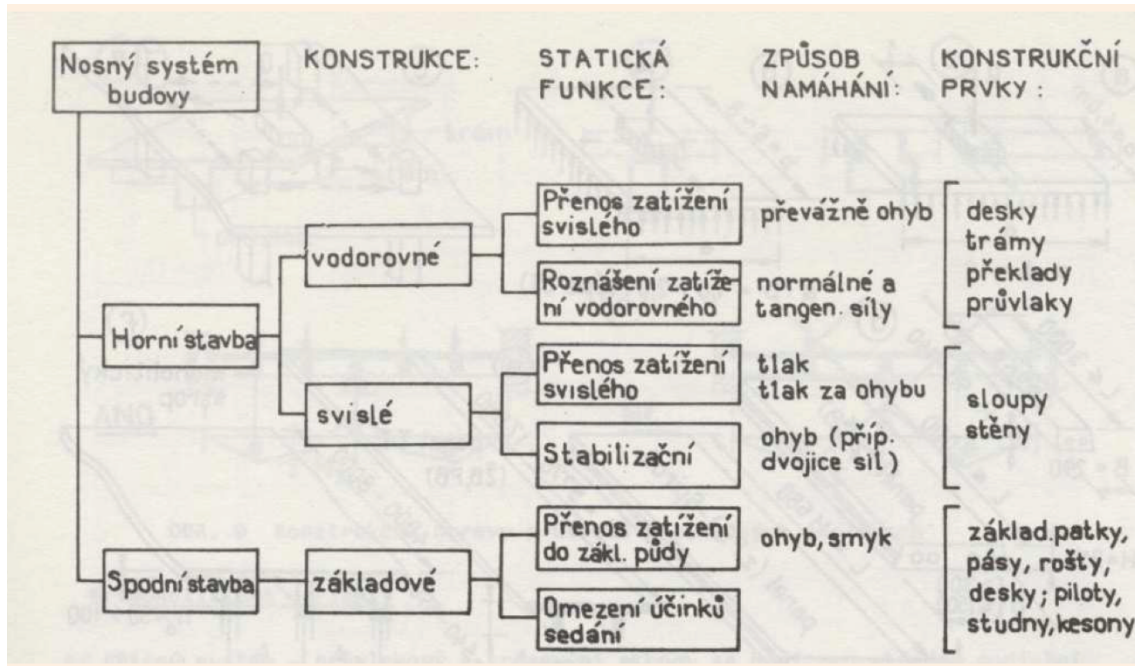 Nosný systém
budovy
KONSTRUKCE:
STATICKÁ
FUNKCE:
ZPŮSOB
NAMÁHÁNÍ:
KONSTRUKČNÍ
PRVKY:
Horní stavba
vodorovné
Přenos zatížení
svislého
převážně ohyb
Roznášení zatíže-
ní vodorovného
normálné a
tangen. síly
desky
trámy
překlady
průvlaky
svislé
Přenos zatížení
svislého
tlak
tlak za ohybu
Stabilizační
ohyb (příp.
dvojice sil)
sloupy
stěny
Spodní stavba
základové
Přenos zatížení
do zákl. půdy
ohyb, smyk
Omezení účinků
sedání
základ. patky,
pásy, rošty,
desky; piloty,
studny, kesony